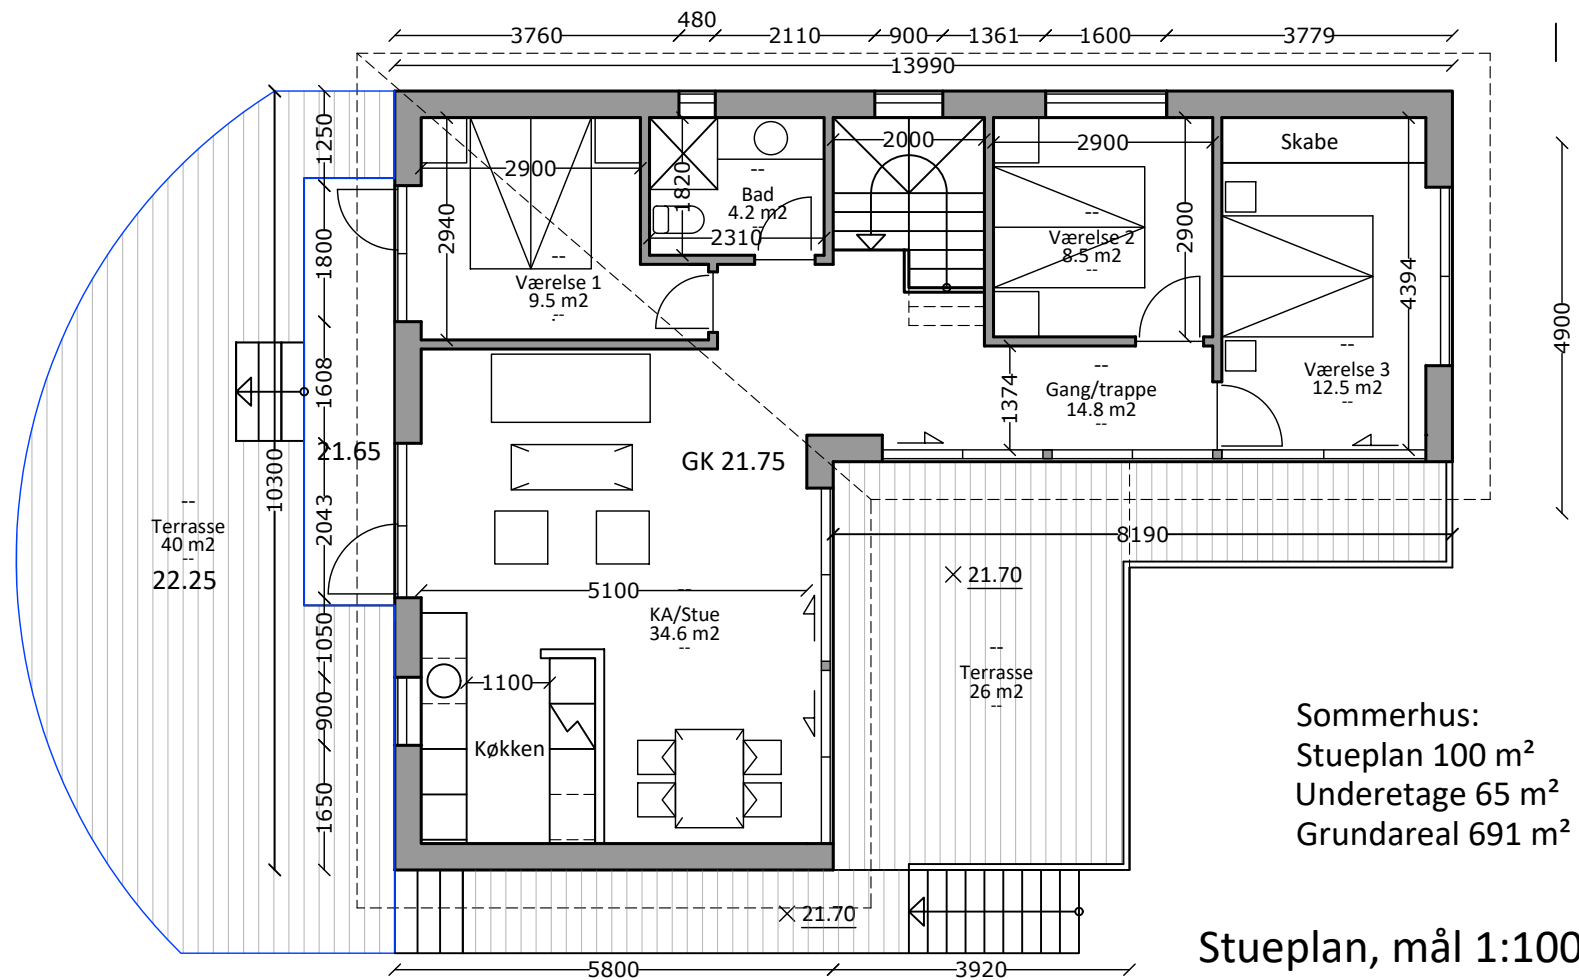 480
3760
2110
900
1361
1600
3779
13990
1250
2900
2940
1820
--
Bad
4.2 m2
--
2310
2000
2900
--
Værelse 2
8.5 m2
--
2900
Skabe
4394
4900
1800
--
Værelse 1
9.5 m2
--
1608
21.65
10300
2043
1374
--
Gang/trappe
14.8 m2
--
Værelse 3
12.5 m2
--
GK 21.75
--
Terrasse
40 m2
--
22.25
8190
21.70
5100
--
KA/Stue
34.6 m2
--
1050
1100
900
Køkken
1650
--
Terrasse
26 m2
--
Sommerhus:
Stueplan 100 m²
Underetage 65 m²
Grundareal 691 m²
21.70
5800
3920
Stueplan, mål 1:100